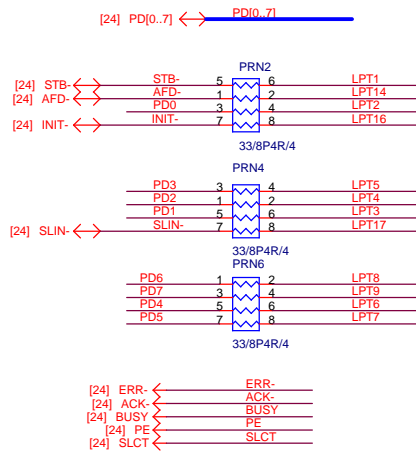 [24] PD[0..7] PD[0..7]
PRN2
[24] STB- STB- 5 6 LPT1
[24] AFD- AFD- 1 2 LPT14
PD0 3 4 LPT2
[24] INIT- INIT- 7 8 LPT16
33/8P4R/4
PRN4
PD3 3 4 LPT5
PD2 1 2 LPT4
PD1 5 6 LPT3
[24] SLIN- SLIN- 7 8 LPT17
33/8P4R/4
PRN6
PD6 1 2 LPT8
PD7 3 4 LPT9
PD4 5 6 LPT6
PD5 7 8 LPT7
33/8P4R/4
[24] ERR- ERR-
[24] ACK- ACK-
[24] BUSY BUSY
[24] PE PE
[24] SLCT SLCT